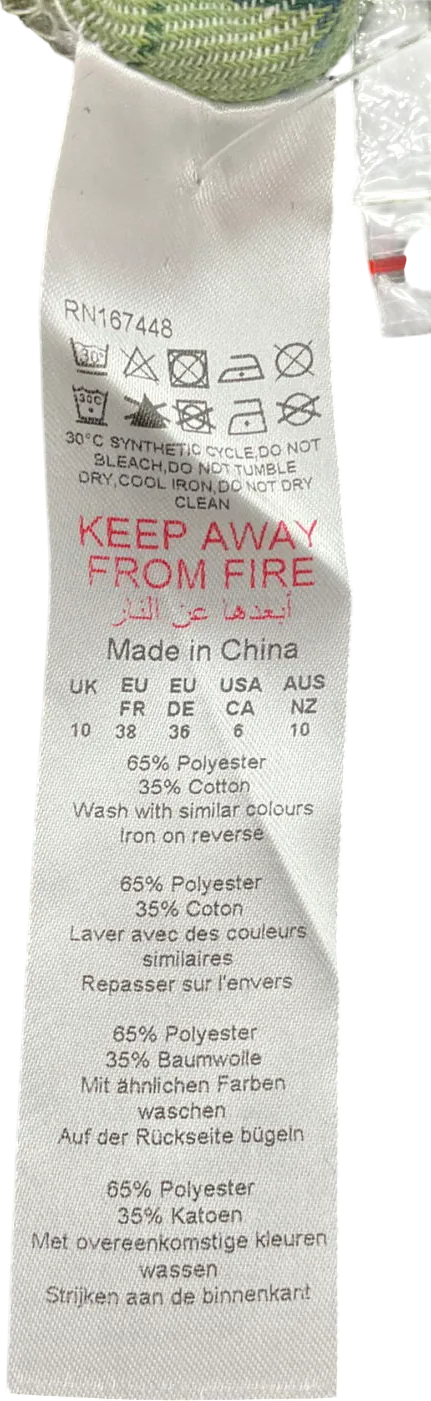 RN167448
30°
30°C
30°C SYNTHETIC CYCLE,DO NOT
BLEACH,DO NOT TUMBLE
DRY,COOL IRON,DO NOT DRY
CLEAN
KEEP AWAY
FROM FIRE
أبعدها عن النار
Made in China
UK EU EU USA AUS
FR DE CA NZ
10 38 36 6 10
65% Polyester
35% Cotton
Wash with similar colours
Iron on reverse
65% Polyester
35% Coton
Laver avec des couleurs
similaires
Repasser sur l'envers
65% Polyester
35% Baumwolle
Mit ähnlichen Farben
waschen
Auf der Rückseite bügeln
65% Polyester
35% Katoen
Met overeenkomstige kleuren
wassen
Strijken aan de binnenkant